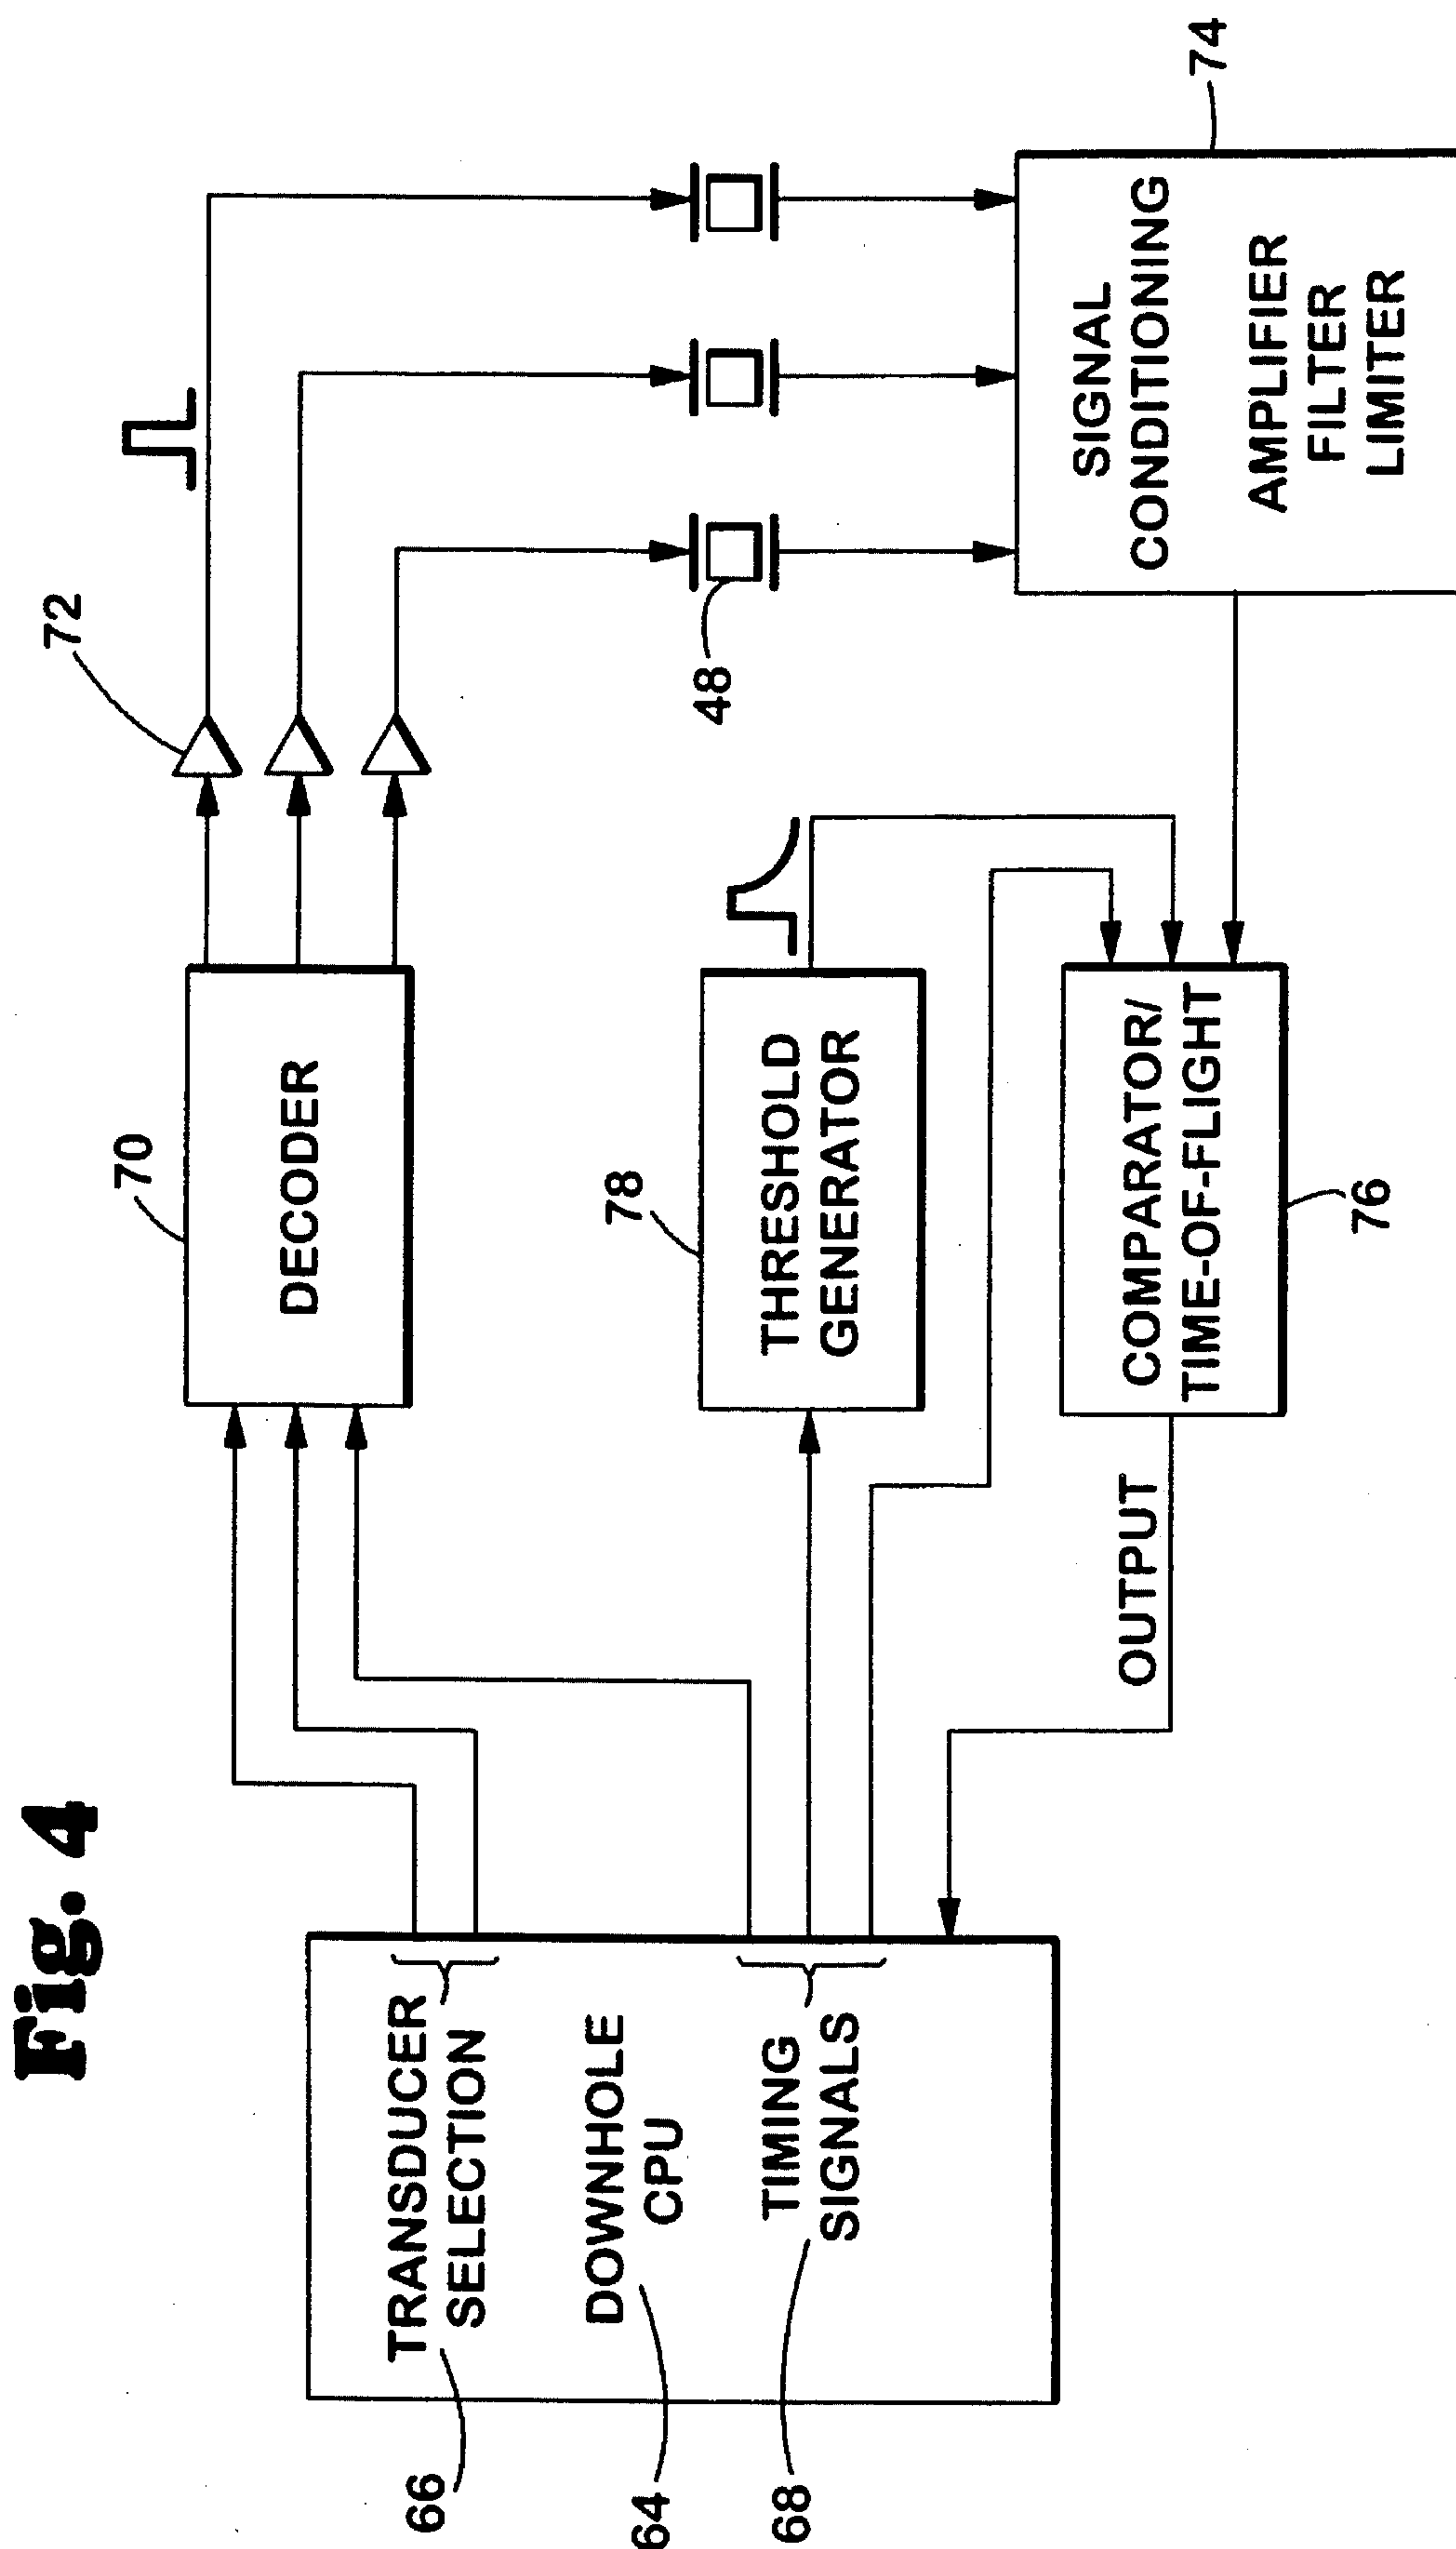 Fig. 4
66
TRANSDUCER
SELECTION
64
DOWNHOLE
CPU
68
TIMING
SIGNALS
70
DECODER
72
78
THRESHOLD
GENERATOR
48
OUTPUT
COMPARATOR/
TIME-OF-FLIGHT
76
74
SIGNAL
CONDITIONING
AMPLIFIER
FILTER
LIMITER